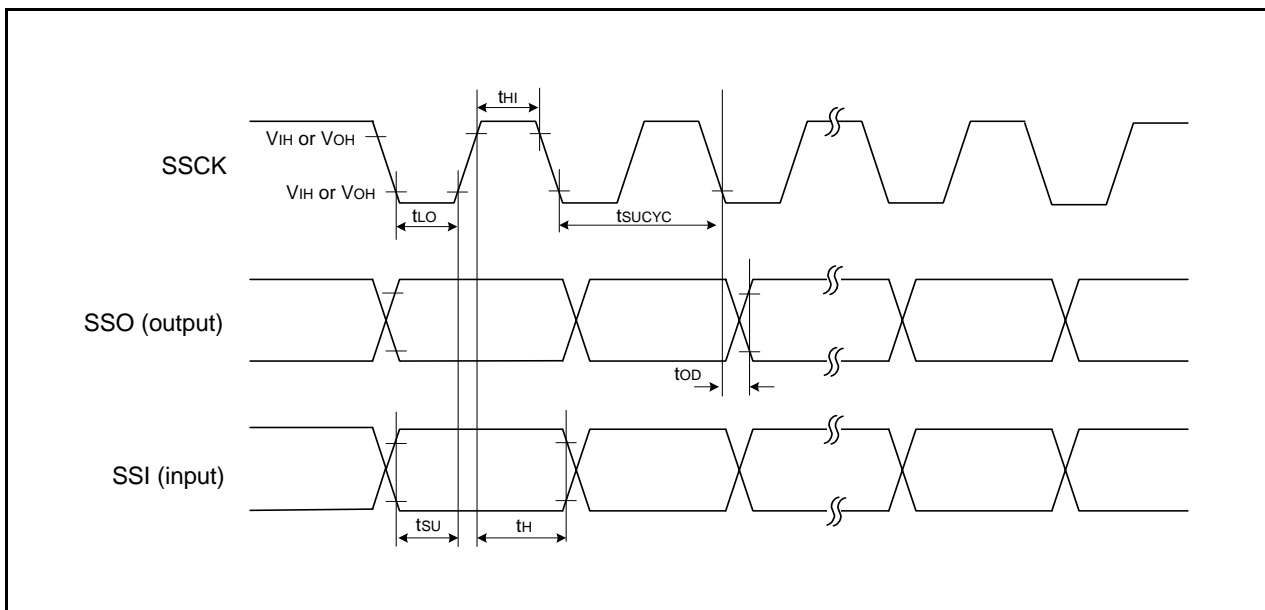 tHI
VIH or VOH
SSCK
VIH or VOH
tLO
tSUCYC
SSO (output)
tOD
SSI (input)
tSU
tH